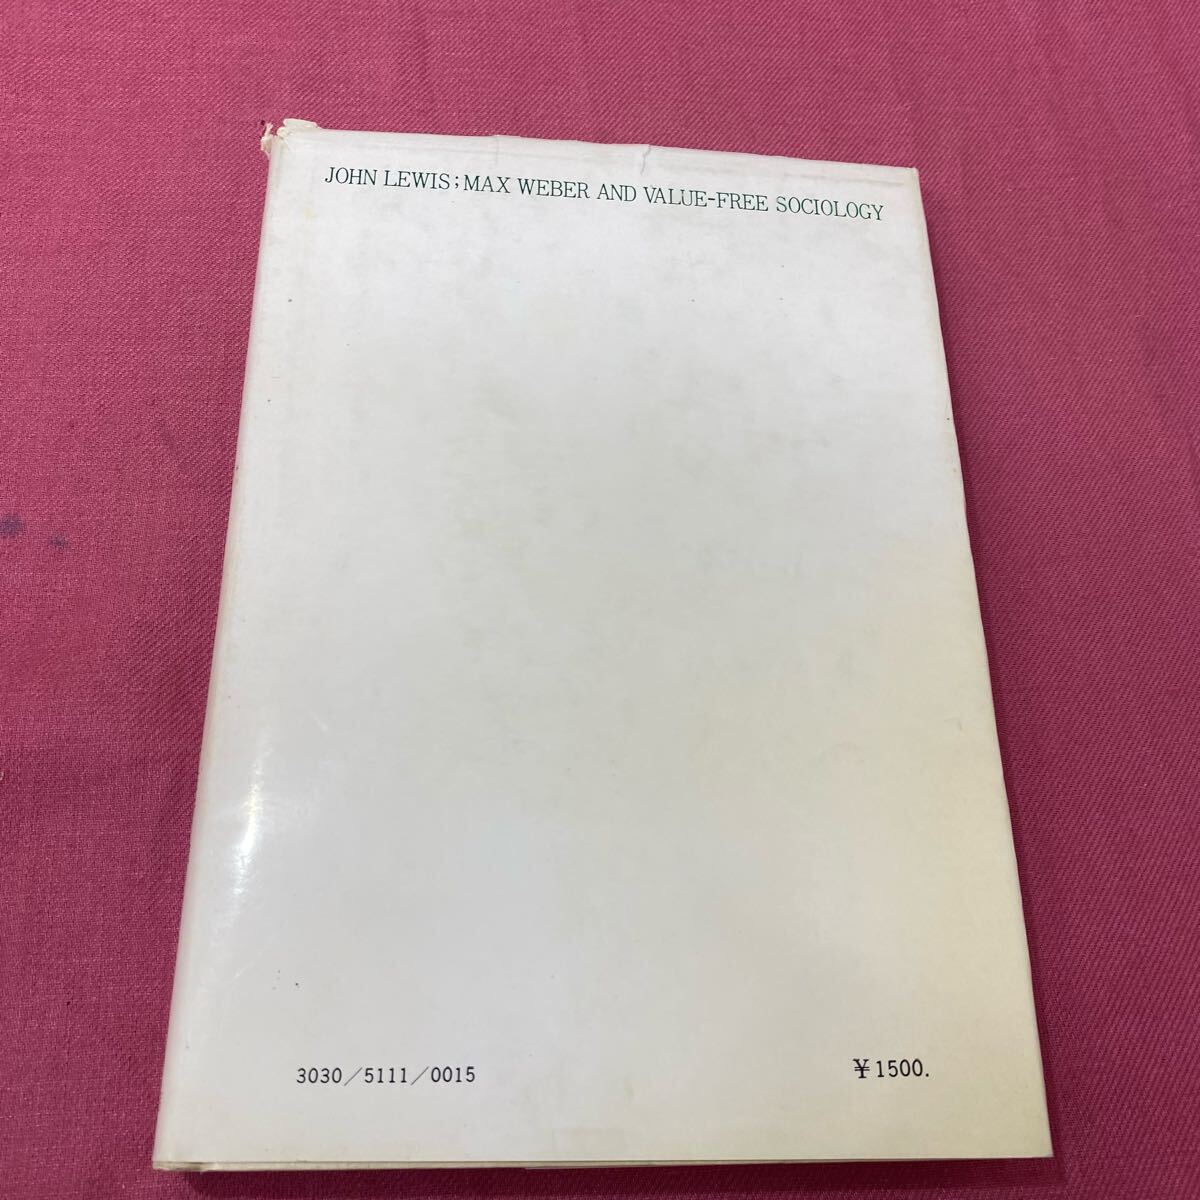 JOHN LEWIS ; MAX WEBER AND VALUE-FREE SOCIOLOGY
3030／5111／0015
¥1500.